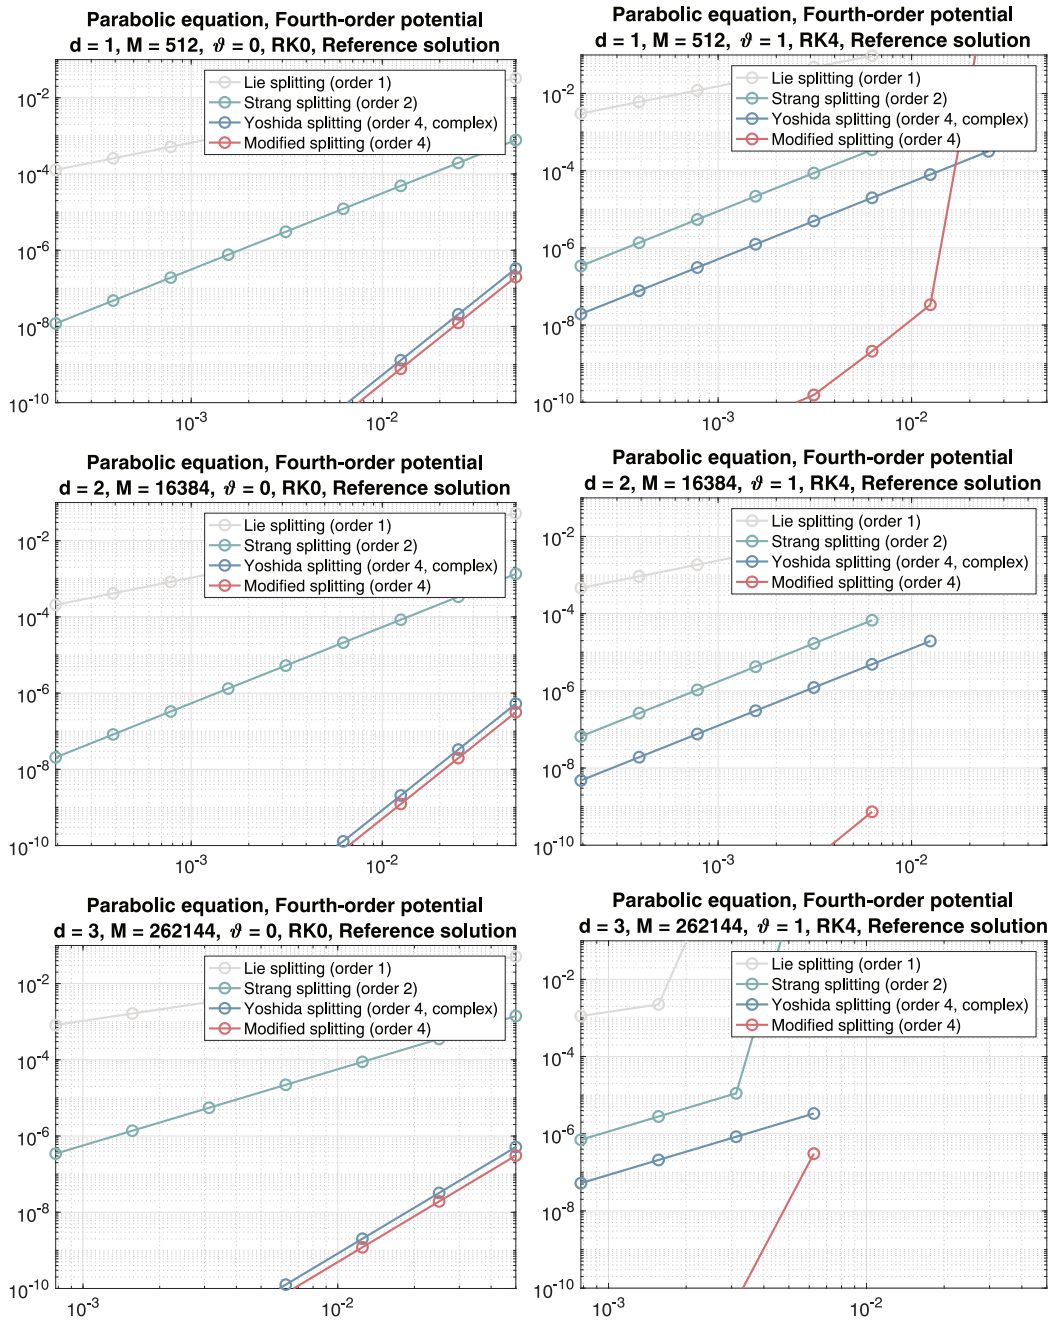 Parabolic equation, Fourth-order potential
d = 1, M = 512, ϑ = 0, RK0, Reference solution
Lie splitting (order 1)
Strang splitting (order 2)
Yoshida splitting (order 4, complex)
Modified splitting (order 4)
10^-2
10^-4
10^-6
10^-8
10^-10
10^-3
10^-2
Parabolic equation, Fourth-order potential
d = 1, M = 512, ϑ = 1, RK4, Reference solution
Lie splitting (order 1)
Strang splitting (order 2)
Yoshida splitting (order 4, complex)
Modified splitting (order 4)
10^-2
10^-4
10^-6
10^-8
10^-10
10^-3
10^-2
Parabolic equation, Fourth-order potential
d = 2, M = 16384, ϑ = 0, RK0, Reference solution
Lie splitting (order 1)
Strang splitting (order 2)
Yoshida splitting (order 4, complex)
Modified splitting (order 4)
10^-2
10^-4
10^-6
10^-8
10^-10
10^-3
10^-2
Parabolic equation, Fourth-order potential
d = 2, M = 16384, ϑ = 1, RK4, Reference solution
Lie splitting (order 1)
Strang splitting (order 2)
Yoshida splitting (order 4, complex)
Modified splitting (order 4)
10^-2
10^-4
10^-6
10^-8
10^-10
10^-3
10^-2
Parabolic equation, Fourth-order potential
d = 3, M = 262144, ϑ = 0, RK0, Reference solution
Lie splitting (order 1)
Strang splitting (order 2)
Yoshida splitting (order 4, complex)
Modified splitting (order 4)
10^-2
10^-4
10^-6
10^-8
10^-10
10^-3
10^-2
Parabolic equation, Fourth-order potential
d = 3, M = 262144, ϑ = 1, RK4, Reference solution
Lie splitting (order 1)
Strang splitting (order 2)
Yoshida splitting (order 4, complex)
Modified splitting (order 4)
10^-2
10^-4
10^-6
10^-8
10^-10
10^-3
10^-2